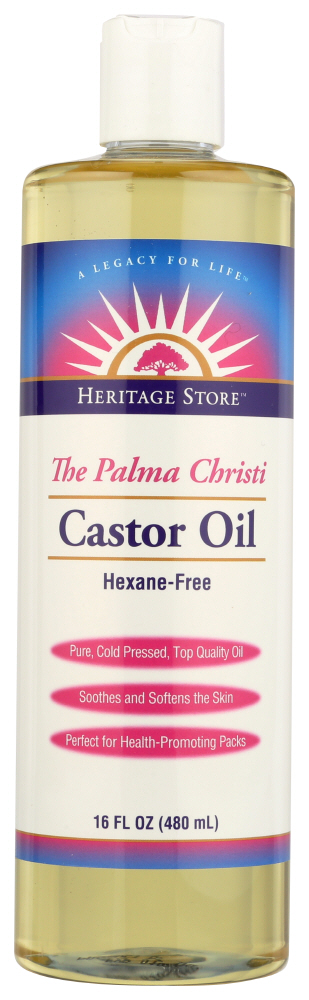 A LEGACY FOR LIFE™
HERITAGE STORE™
The Palma Christi
Castor Oil
Hexane-Free
Pure, Cold Pressed, Top Quality Oil
Soothes and Softens the Skin
Perfect for Health-Promoting Packs
16 FL OZ (480 mL)